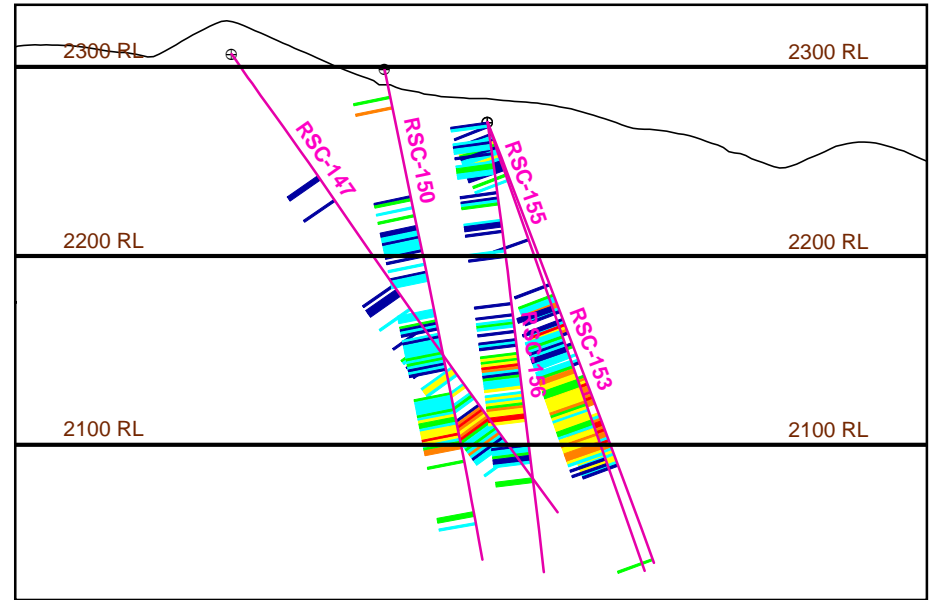 2300 RL
2300 RL
RSC-147
RSC-150
RSC-155
2200 RL
2200 RL
RSC-156
RSC-153
2100 RL
2100 RL